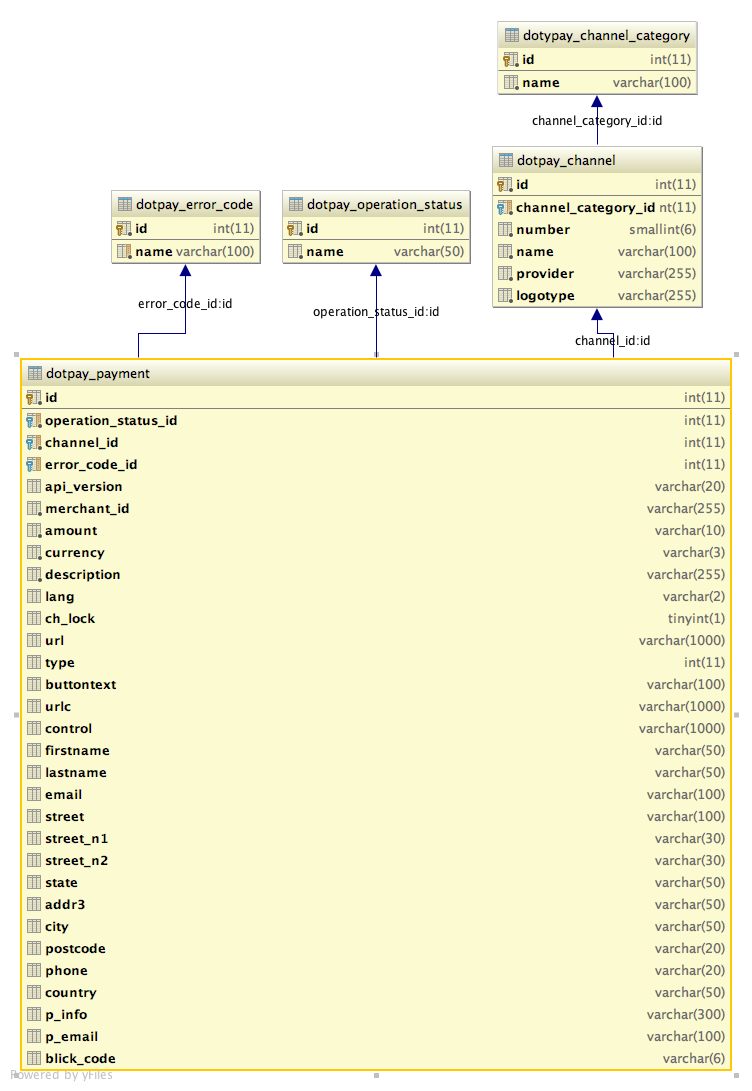 dotypay_channel_category
id int(11)
name varchar(100)
channel_category_id:id
dotpay_channel
id int(11)
channel_category_id nt(11)
number smallint(6)
name varchar(100)
provider varchar(255)
logotype varchar(255)
dotpay_error_code
id int(11)
name varchar(100)
dotpay_operation_status
id int(11)
name varchar(50)
error_code_id:id
operation_status_id:id
channel_id:id
dotpay_payment
id int(11)
operation_status_id int(11)
channel_id int(11)
error_code_id int(11)
api_version varchar(20)
merchant_id varchar(255)
amount varchar(10)
currency varchar(3)
description varchar(255)
lang varchar(2)
ch_lock tinyint(1)
url varchar(1000)
type int(11)
buttontext varchar(100)
urlc varchar(1000)
control varchar(1000)
firstname varchar(50)
lastname varchar(50)
email varchar(100)
street varchar(100)
street_n1 varchar(30)
street_n2 varchar(30)
state varchar(50)
addr3 varchar(50)
city varchar(50)
postcode varchar(20)
phone varchar(20)
country varchar(50)
p_info varchar(300)
p_email varchar(100)
blick_code varchar(6)
Powered by yFiles